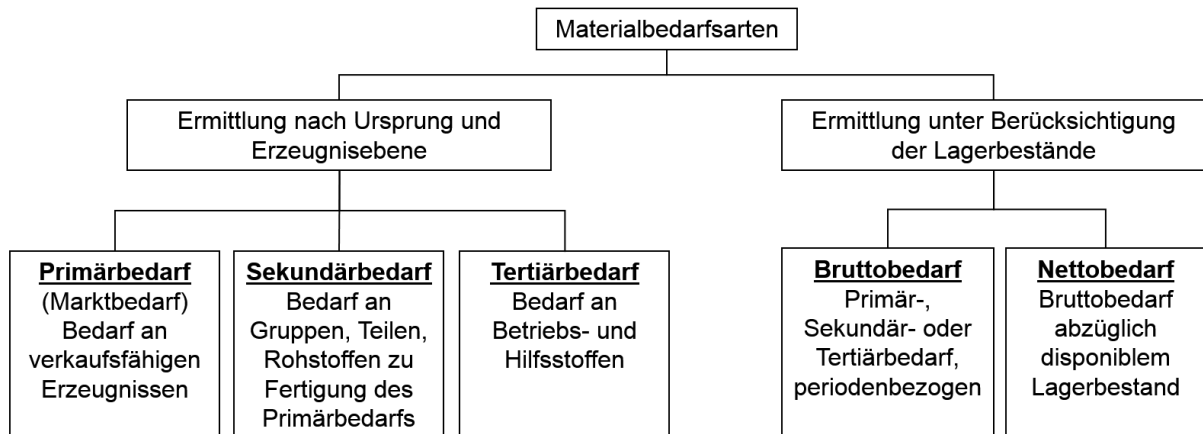 Materialbedarfsarten
Ermittlung nach Ursprung und
Erzeugnisebene
Ermittlung unter Berücksichtigung
der Lagerbestände
Primärbedarf
(Marktbedarf)
Bedarf an
verkaufsfähigen
Erzeugnissen
Sekundärbedarf
Bedarf an
Gruppen, Teilen,
Rohstoffen zu
Fertigung des
Primärbedarfs
Tertiärbedarf
Bedarf an
Betriebs- und
Hilfsstoffen
Bruttobedarf
Primär-,
Sekundär- oder
Tertiärbedarf,
periodenbezogen
Nettobedarf
Bruttobedarf
abzüglich
disponiblem
Lagerbestand